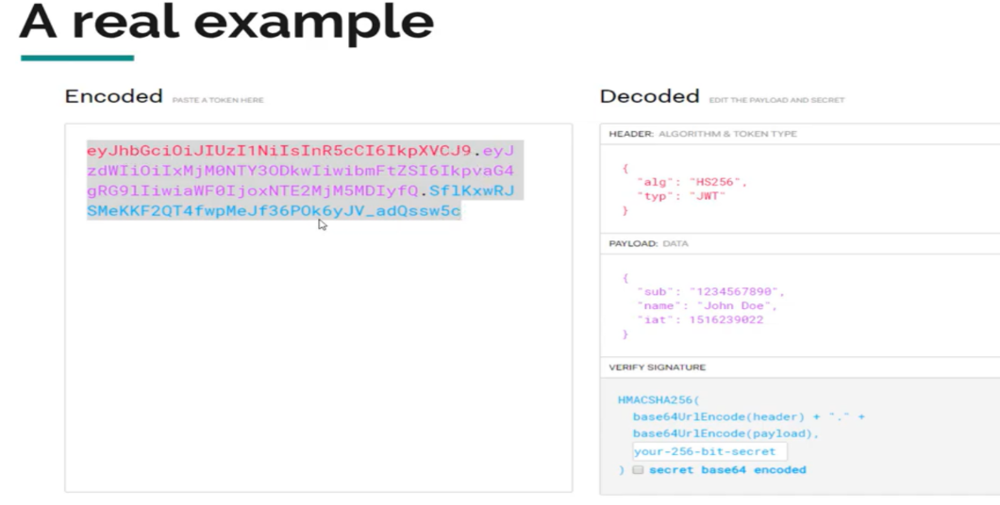 A real example
Encoded PASTE A TOKEN HERE
eyJhbGciOiJIUzI1NiIsInR5cCI6IkpXVCJ9.eyJ
zdWIiOiIxMjM0NTY3ODkwIiwibmFtZSI6IkpvaG4
gRG9lIiwiaWF0IjoxNTE2MjM5MDIyfQ.SflKxwRJ
SMeKKF2QT4fwpMeJf36POk6yJV_adQssw5c
Decoded EDIT THE PAYLOAD AND SECRET
HEADER: ALGORITHM & TOKEN TYPE
{
"alg": "HS256",
"typ": "JWT"
}
PAYLOAD: DATA
{
"sub": "1234567890",
"name": "John Doe",
"iat": 1516239022
}
VERIFY SIGNATURE
HMACSHA256(
base64UrlEncode(header) + "." +
base64UrlEncode(payload),
your-256-bit-secret
) secret base64 encoded